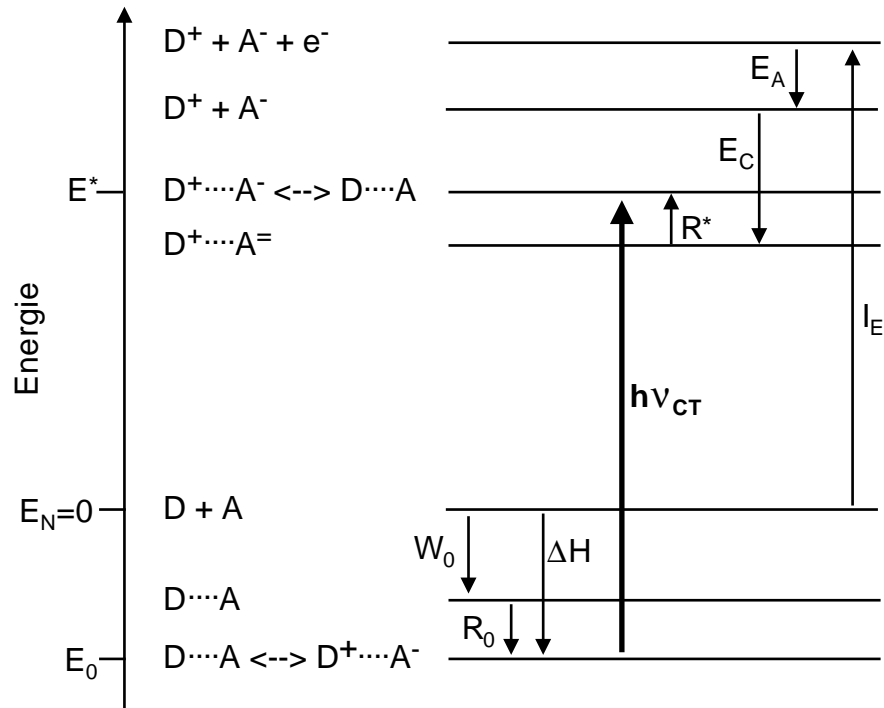 D⁺ + A⁻ + e⁻
E_A
D⁺ + A⁻
E_C
E* D⁺····A⁻ <--> D····A
R*
D⁺····A⁼
I_E
Energie
hν_CT
E_N=0 D + A
W₀ ΔH
D····A
R₀
E₀ D····A <--> D⁺····A⁻